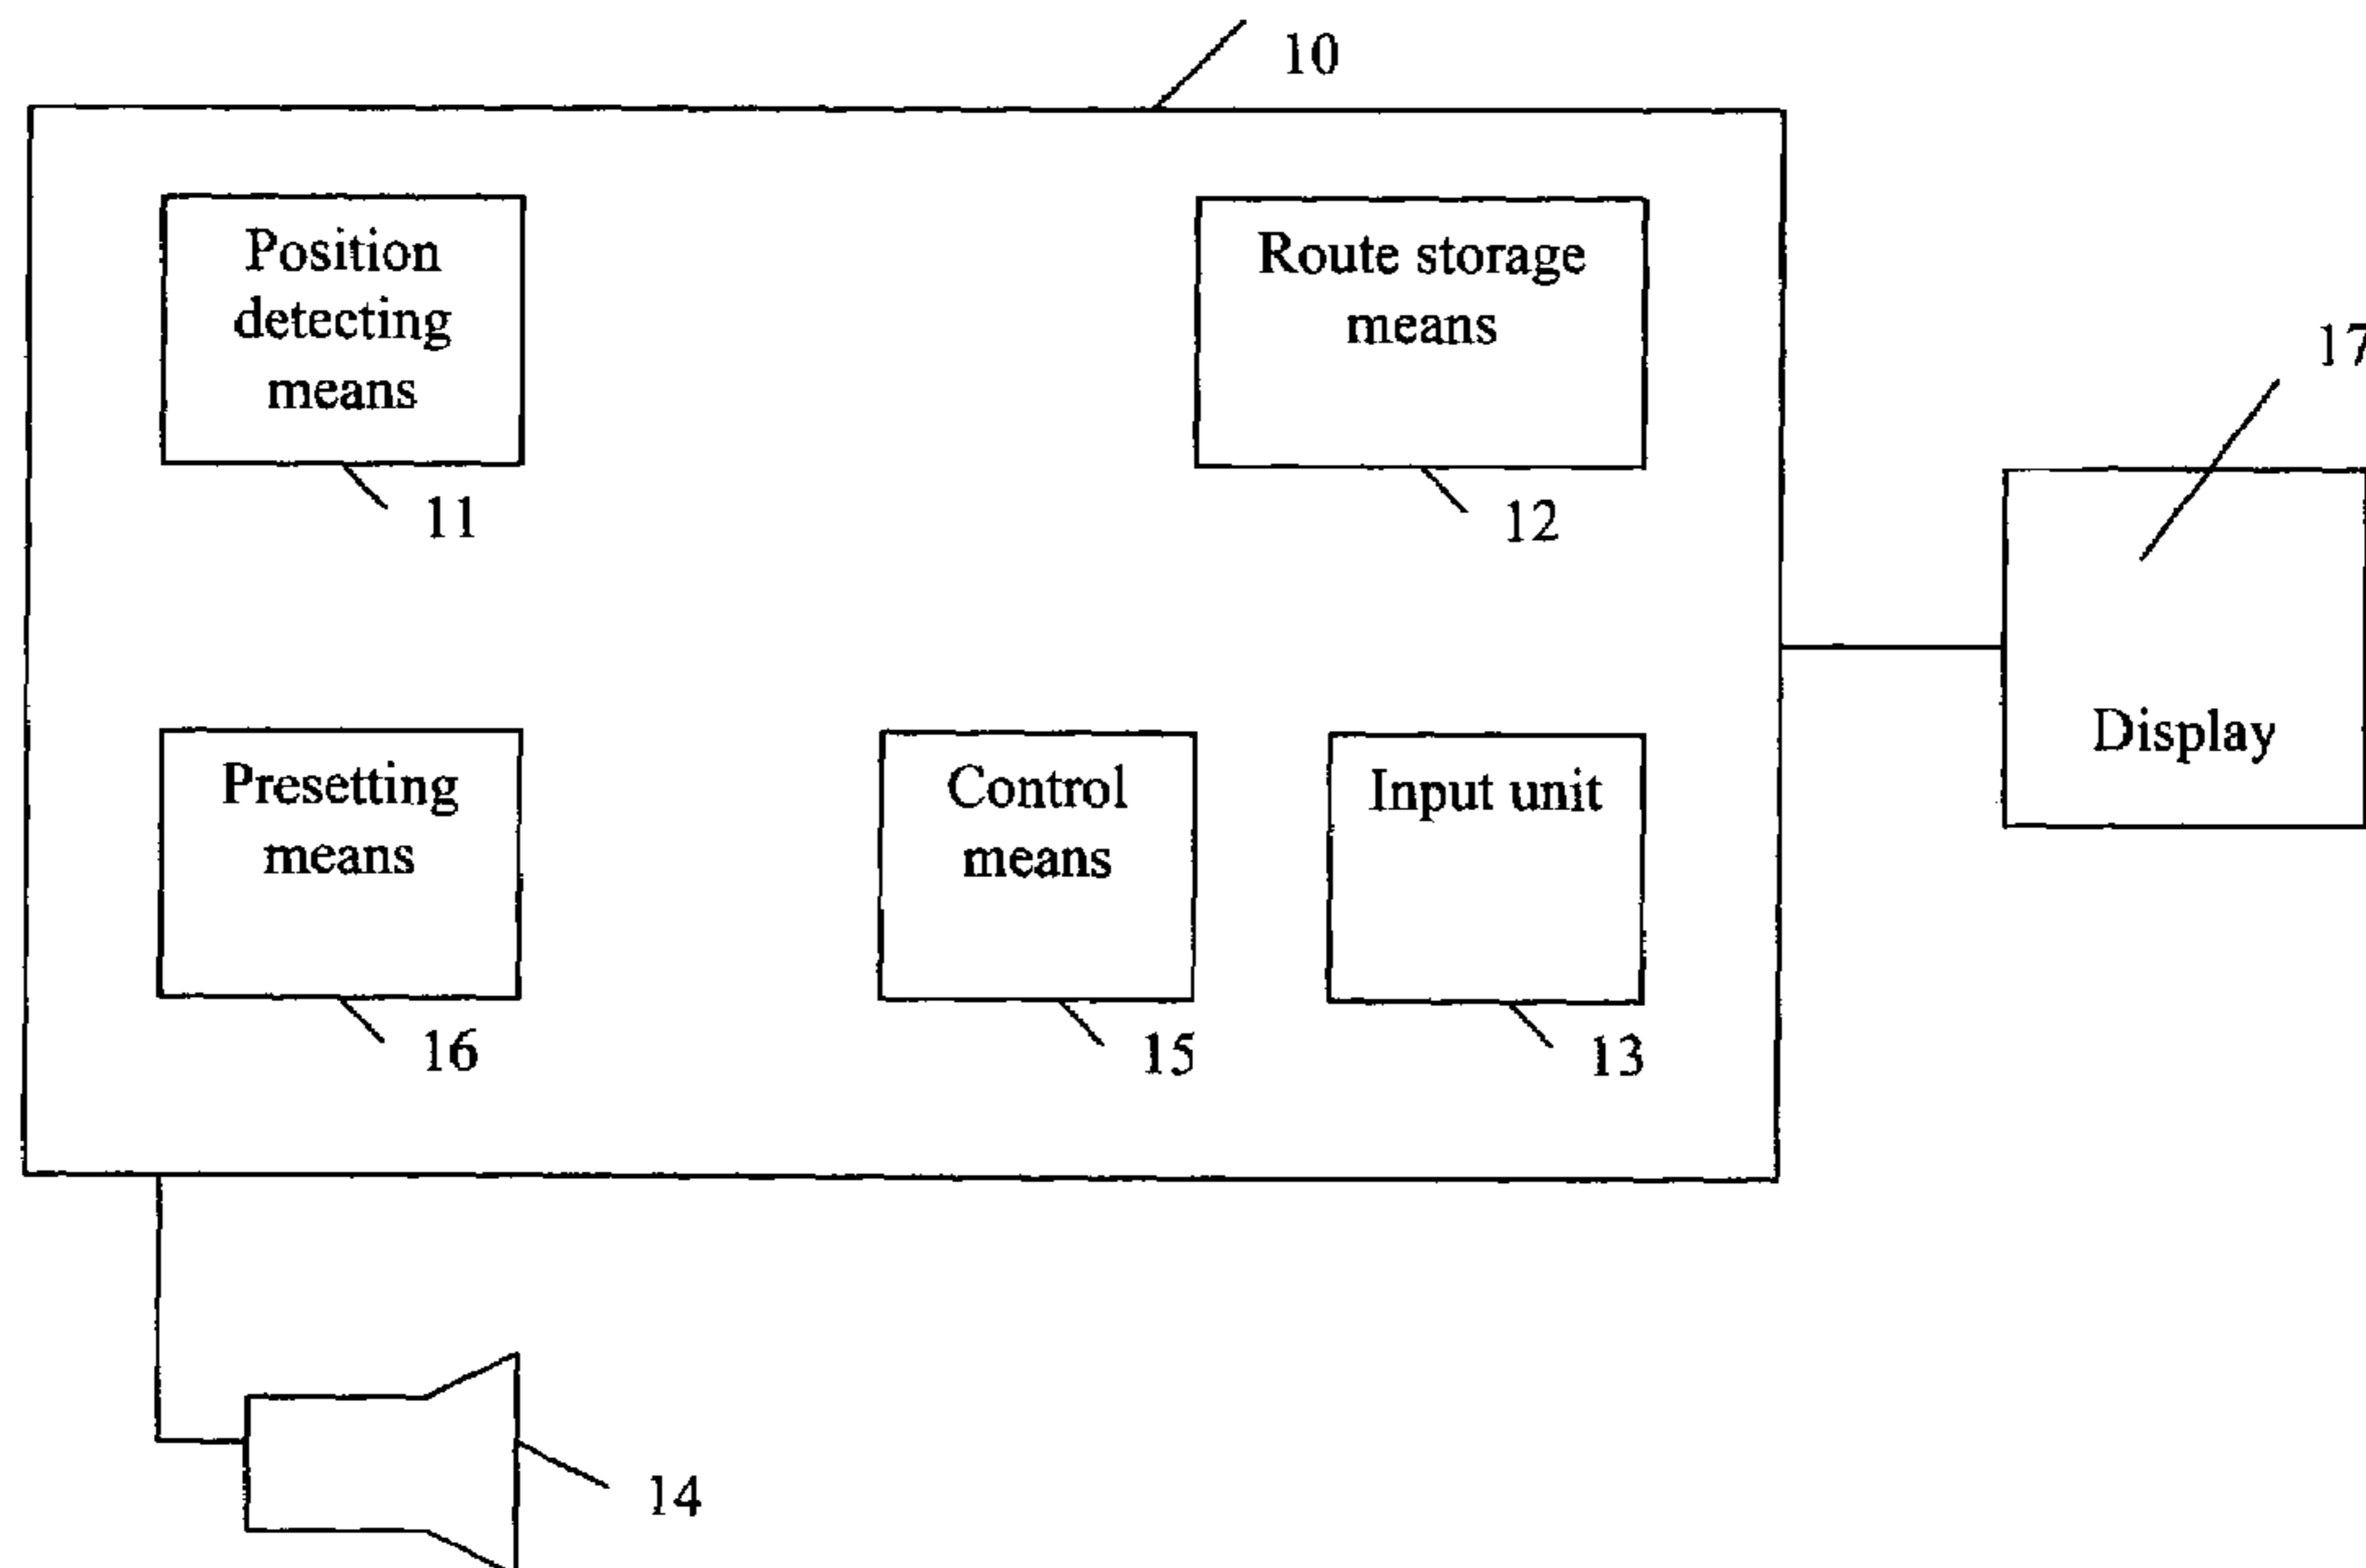 10
Position
detecting
means
11
Route storage
means
12
17
Display
Presetting
means
16
Control
means
15
Input unit
13
14